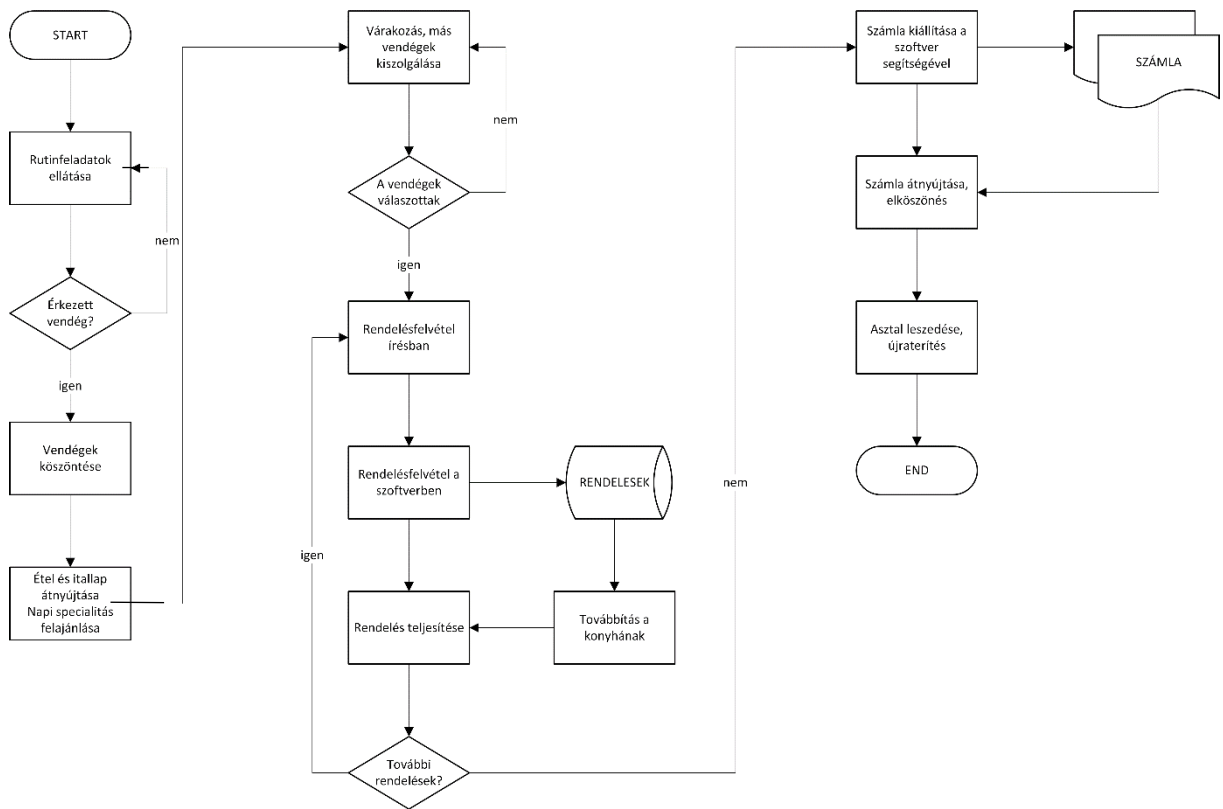 START
Rutinfeladatok
ellátása
nem
Érkezett
vendég?
igen
Vendégek
köszöntése
Étel és itallap
átnyújtása
Napi specialitás
felajánlása
Várakozás, más
vendégek
kiszolgálása
nem
A vendégek
válaszottak
igen
Rendelésfelvétel
írésban
Rendelésfelvétel a
szoftverben
RENDELESEK
igen
Rendelés teljesítése
Továbbítás a
konyhának
További
rendelések?
nem
Számla kiállítása a
szoftver
segítségével
SZÁMLA
Számla átnyújtása,
elköszönés
Asztal leszedése,
újraterítés
END